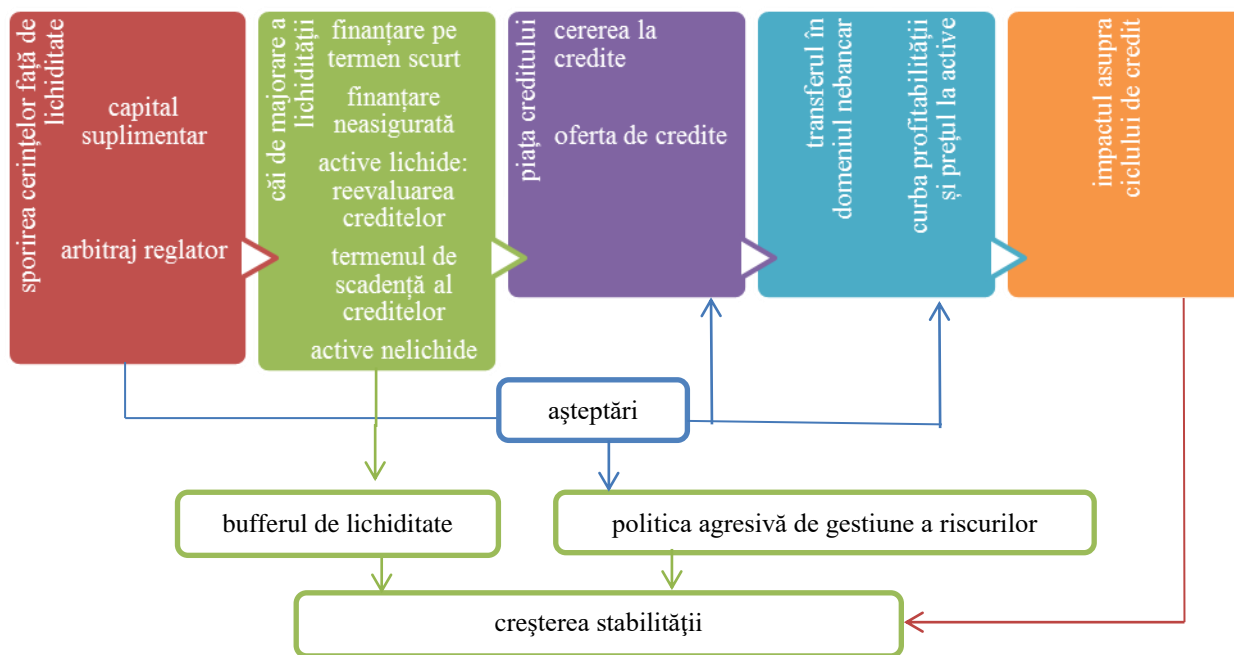 sporirea cerințelor față de
lichiditate
capital
suplimentar
arbitraj reglator
căi de majorare a
lichidității
finanțare pe
termen scurt
finanțare
neasigurată
active lichide:
reevaluarea
creditelor
termenul de
scadență al
creditelor
active nelichide
piața creditului
cererea la
credite
oferta de credite
transferul în
domeniul nebancar
curba profitabilității
și prețul la active
impactul asupra
ciclului de credit
aşteptări
bufferul de lichiditate
politica agresivă de gestiune a riscurilor
creşterea stabilităţii